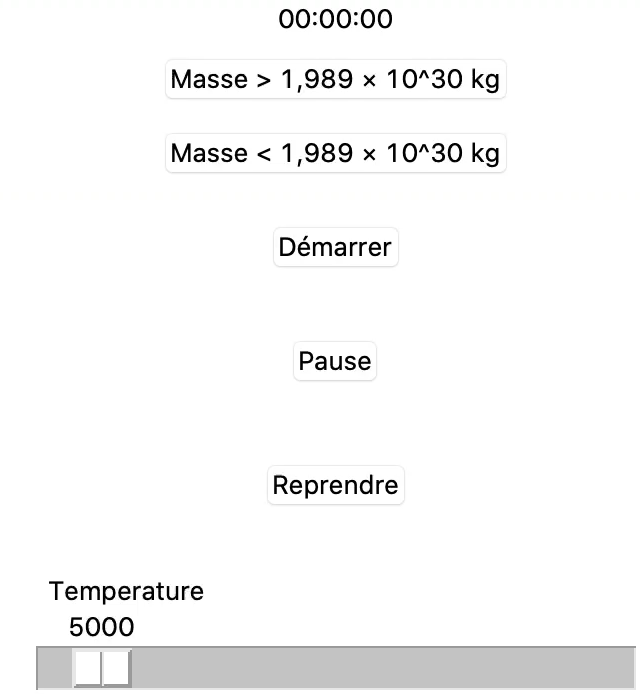 00:00:00
Masse > 1,989 × 10^30 kg
Masse < 1,989 × 10^30 kg
Démarrer
Pause
Reprendre
Temperature
5000